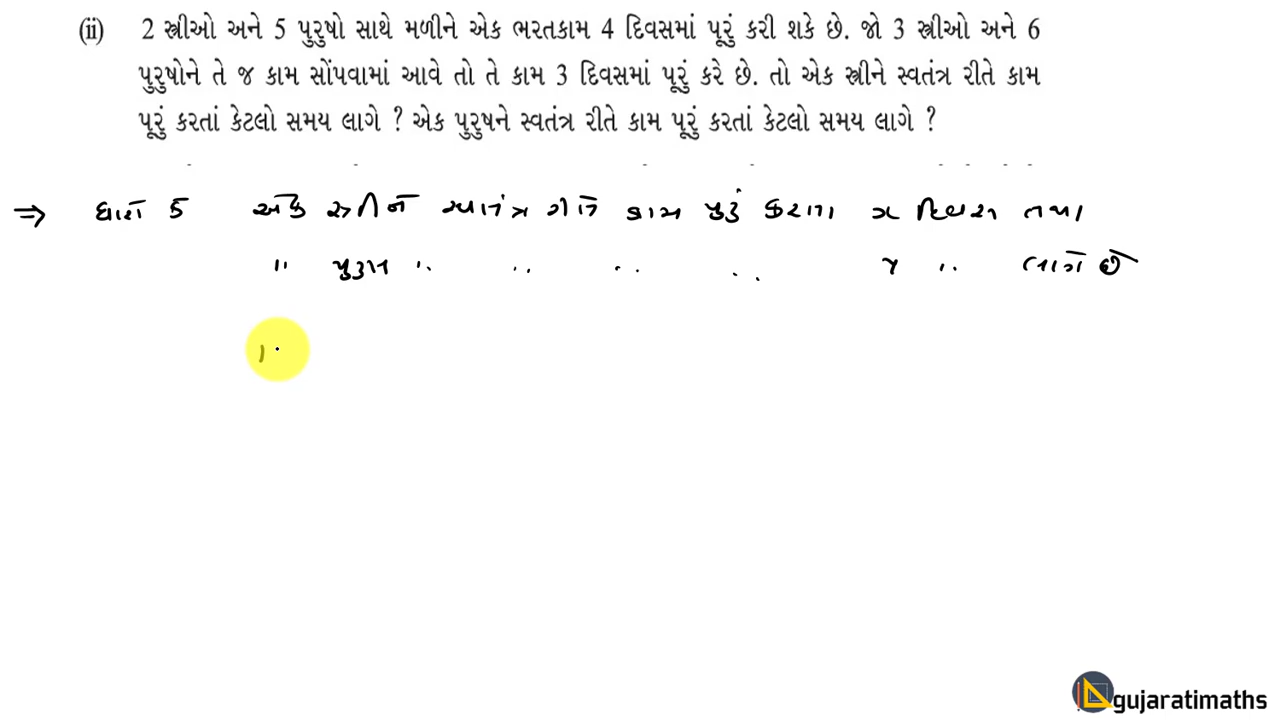 (ii) 2 સ્ત્રીઓ અને 5 પુરુષો સાથે મળીને એક ભરતકામ 4 દિવસમાં પૂરું કરી શકે છે. જો 3 સ્ત્રીઓ અને 6
પુરુષોને તે જ કામ સોંપવામાં આવે તો તે કામ 3 દિવસમાં પૂરું કરે છે. તો એક સ્ત્રીને સ્વતંત્ર રીતે કામ
પૂરું કરતાં કેટલો સમય લાગે ? એક પુરુષને સ્વતંત્ર રીતે કામ પૂરું કરતાં કેટલો સમય લાગે ?
⇒ ધારો કે એક સ્ત્રીને સ્વતંત્ર રીતે કામ પુરું કરતા x દિવસ તથા
" પુરૂષ " " " " y " લાગે છે
1
gujaratimaths